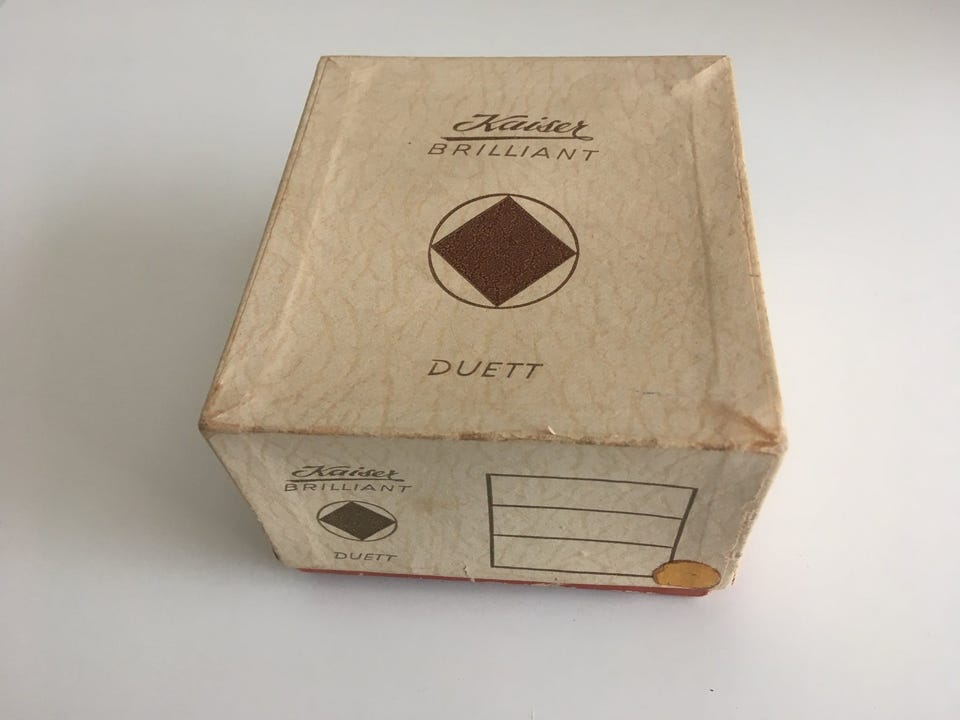 Kaiser
BRILLIANT
DUETT
Kaiser
BRILLIANT
DUETT